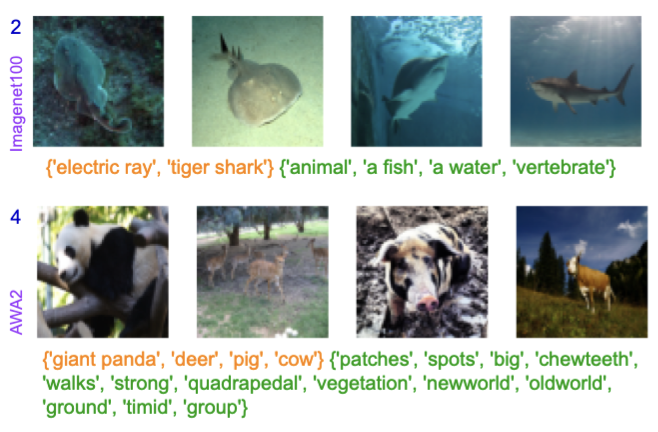 2
Imagenet100
{'electric ray', 'tiger shark'} {'animal', 'a fish', 'a water', 'vertebrate'}
4
AWA2
{'giant panda', 'deer', 'pig', 'cow'} {'patches', 'spots', 'big', 'chewteeth',
'walks', 'strong', 'quadrapedal', 'vegetation', 'newworld', 'oldworld',
'ground', 'timid', 'group'}